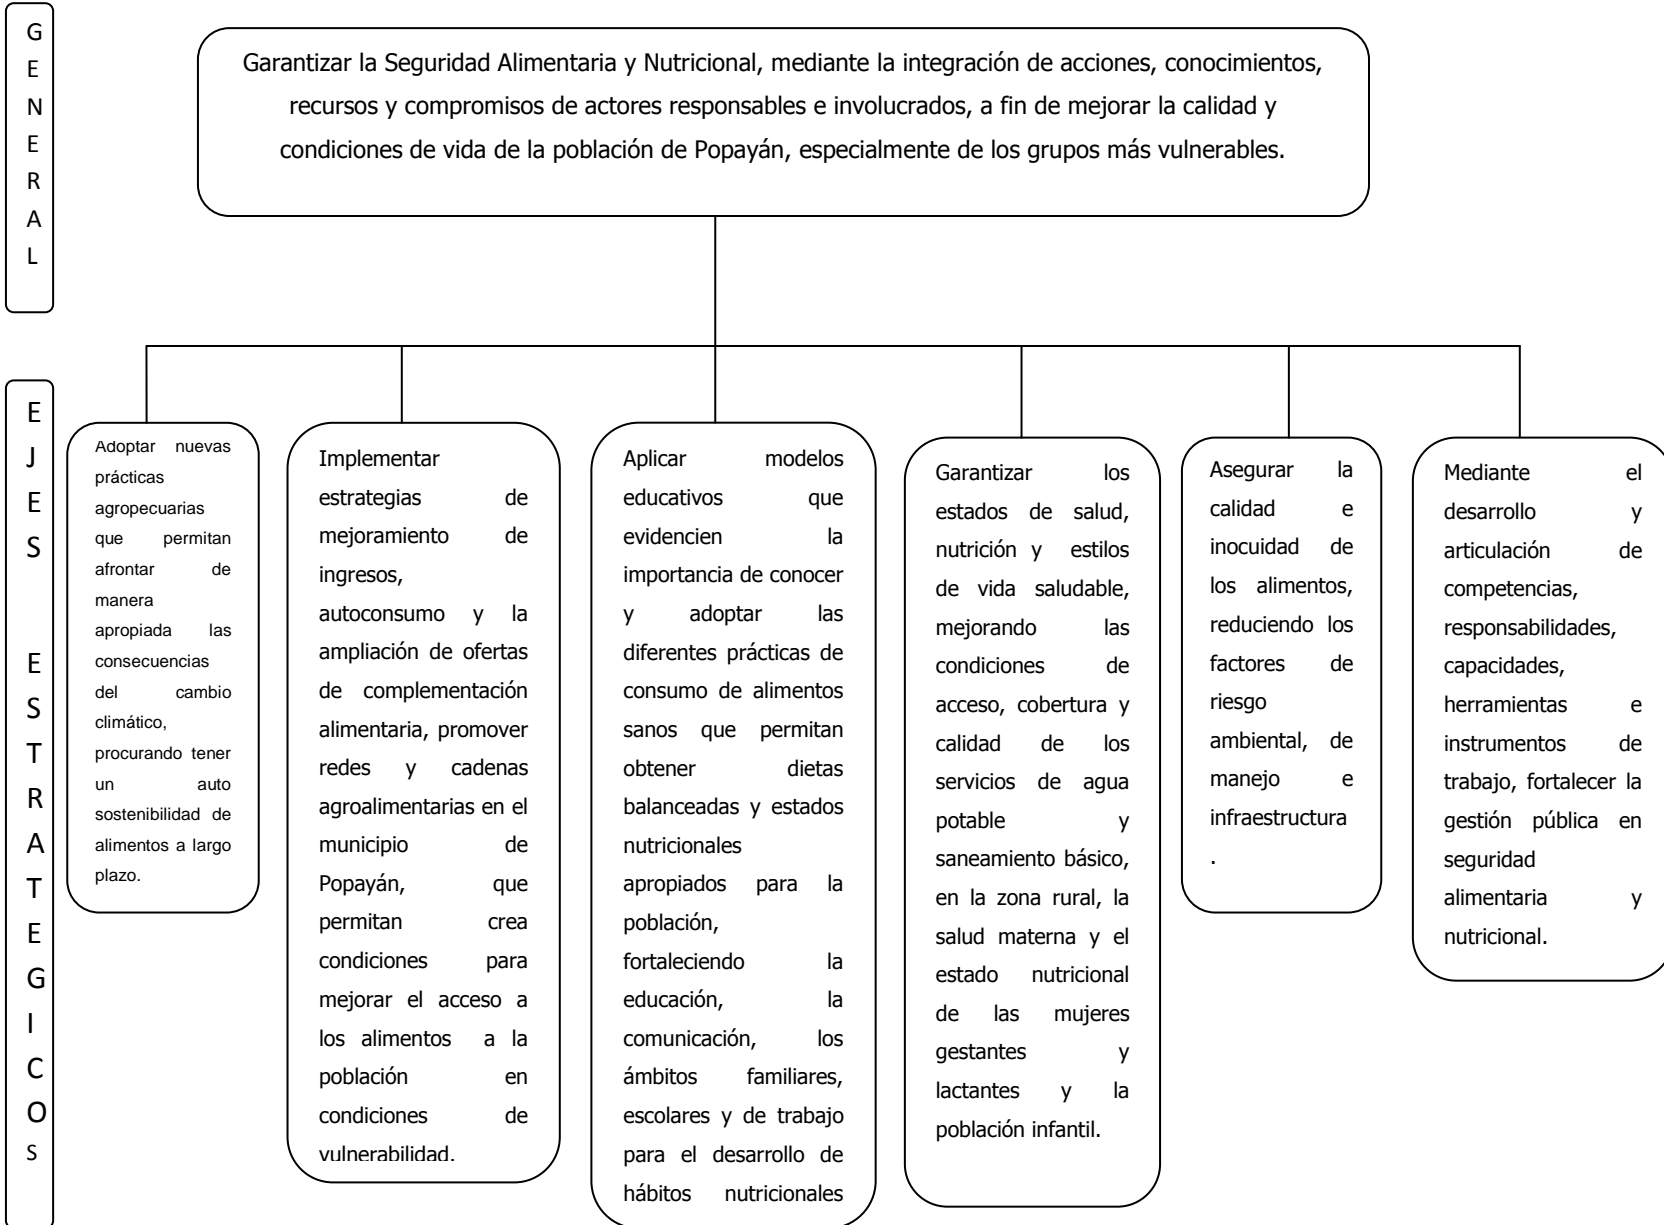 GENERAL
Garantizar la Seguridad Alimentaria y Nutricional, mediante la integración de acciones, conocimientos,
recursos y compromisos de actores responsables e involucrados, a fin de mejorar la calidad y
condiciones de vida de la población de Popayán, especialmente de los grupos más vulnerables.
EJES ESTRATEGICOS
Adoptar nuevas
prácticas
agropecuarias
que permitan
afrontar de
manera
apropiada las
consecuencias
del cambio
climático,
procurando tener
un auto
sostenibilidad de
alimentos a largo
plazo.
Implementar
estrategias de
mejoramiento de
ingresos,
autoconsumo y la
ampliación de ofertas
de complementación
alimentaria, promover
redes y cadenas
agroalimentarias en el
municipio de
Popayán, que
permitan crea
condiciones para
mejorar el acceso a
los alimentos a la
población en
condiciones de
vulnerabilidad.
Aplicar modelos
educativos que
evidencien la
importancia de conocer
y adoptar las
diferentes prácticas de
consumo de alimentos
sanos que permitan
obtener dietas
balanceadas y estados
nutricionales
apropiados para la
población,
fortaleciendo la
educación, la
comunicación, los
ámbitos familiares,
escolares y de trabajo
para el desarrollo de
hábitos nutricionales
Garantizar los
estados de salud,
nutrición y estilos
de vida saludable,
mejorando las
condiciones de
acceso, cobertura y
calidad de los
servicios de agua
potable y
saneamiento básico,
en la zona rural, la
salud materna y el
estado nutricional
de las mujeres
gestantes y
lactantes y la
población infantil.
Asegurar la
calidad e
inocuidad de
los alimentos,
reduciendo los
factores de
riesgo
ambiental, de
manejo e
infraestructura
.
Mediante el
desarrollo y
articulación de
competencias,
responsabilidades,
capacidades,
herramientas e
instrumentos de
trabajo, fortalecer la
gestión pública en
seguridad
alimentaria y
nutricional.